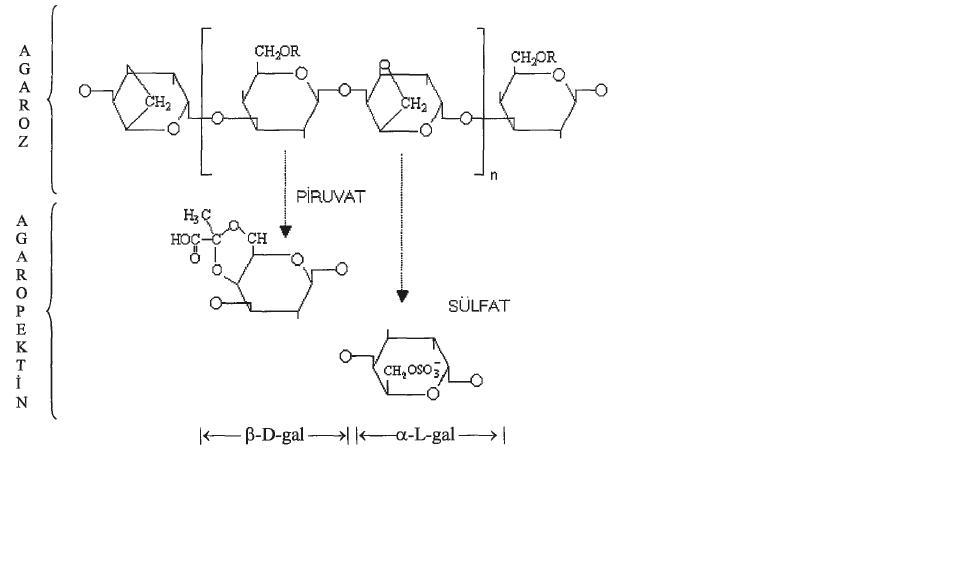 AGAROZ
CH₂OR
CH₂OR
CH₂
CH₂
O
O
O
O
O
O
O
O
O
n
PİRUVAT
AGAROPEKTİN
H₃C
O
HOC
C
CH
O
O
O
O
O
SÜLFAT
O
CH₂OSO₃⁻
O
O
β-D-gal
α-L-gal